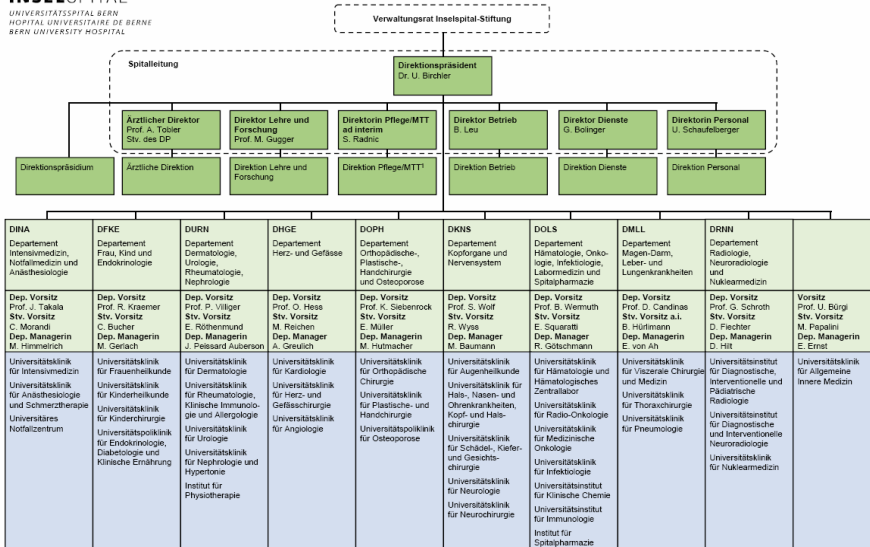 INSELSPITAL
UNIVERSITÄTSSPITAL BERN
HOPITAL UNIVERSITAIRE DE BERNE
BERN UNIVERSITY HOSPITAL
Verwaltungsrat Inselspital-Stiftung
Spitalleitung
Direktionspräsident
Dr. U. Birchler
Ärztlicher Direktor
Prof. A. Tobler
Stv. des DP
Direktor Lehre und
Forschung
Prof. M. Gugger
Direktorin Pflege/MTT
ad interim
S. Radnic
Direktor Betrieb
B. Leu
Direktor Dienste
G. Bolinger
Direktorin Personal
U. Schaufelberger
Direktionspräsidium
Ärztliche Direktion
Direktion Lehre und
Forschung
Direktion Pflege/MTT¹
Direktion Betrieb
Direktion Dienste
Direktion Personal
DINA
Departement
Intensivmedizin,
Notfallmedizin und
Anästhesiologie
Dep. Vorsitz
Prof. J. Takala
Stv. Vorsitz
C. Morandi
Dep. Managerin
M. Himmelrich
Universitätsklinik
für Intensivmedizin
Universitätsklinik
für Anästhesiologie
und Schmerztherapie
Universitäres
Notfallzentrum
DFKE
Departement
Frau, Kind und
Endokrinologie
Dep. Vorsitz
Prof. R. Kraemer
Stv. Vorsitz
C. Bucher
Dep. Managerin
M. Gerlach
Universitätsklinik
für Frauenheilkunde
Universitätsklinik
für Kinderheilkunde
Universitätsklinik
für Kinderchirurgie
Universitätspoliklinik
für Endokrinologie,
Diabetologie und
Klinische Ernährung
DURN
Departement
Dermatologie,
Urologie,
Rheumatologie,
Nephrologie
Dep. Vorsitz
Prof. P. Villiger
Stv. Vorsitz
E. Röthenmund
Dep. Managerin
J. Peissard Auberson
Universitätsklinik
für Dermatologie
Universitätsklinik
für Rheumatologie,
Klinische Immunolo-
gie und Allergologie
Universitätsklinik
für Urologie
Universitätsklinik
für Nephrologie und
Hypertonie
Institut für
Physiotherapie
DHGE
Departement
Herz- und Gefässe
Dep. Vorsitz
Prof. O. Hess
Stv. Vorsitz
M. Reichen
Dep. Managerin
A. Greulich
Universitätsklinik
für Kardiologie
Universitätsklinik
für Herz- und
Gefässchirurgie
Universitätsklinik
für Angiologie
DOPH
Departement
Orthopädische-,
Plastische-,
Handchirurgie
und Osteoporose
Dep. Vorsitz
Prof. K. Siebenrock
Stv. Vorsitz
E. Müller
Dep. Managerin
M. Hutmacher
Universitätsklinik
für Orthopädische
Chirurgie
Universitätsklinik
für Plastische- und
Handchirurgie
Universitätspoliklinik
für Osteoporose
DKNS
Departement
Kopforgane und
Nervensystem
Dep. Vorsitz
Prof. S. Wolf
Stv. Vorsitz
R. Wyss
Dep. Managerin
M. Baumann
Universitätsklinik
für Augenheilkunde
Universitätsklinik für
Hals-, Nasen- und
Ohrenkrankheiten,
Kopf- und Hals-
chirurgie
Universitätsklinik
für Schädel-, Kiefer-
und Gesichts-
chirurgie
Universitätsklinik
für Neurologie
Universitätsklinik
für Neurochirurgie
DOLS
Departement
Hämatologie, Onko-
logie, Infektiologie,
Labormedizin und
Spitalpharmazie
Dep. Vorsitz
Prof. B. Wermuth
Stv. Vorsitz
E. Squaratti
Dep. Manager
R. Götschmann
Universitätsklinik
für Hämatologie und
Hämatologisches
Zentrallabor
Universitätsklinik
für Radio-Onkologie
Universitätsklinik
für Medizinische
Onkologie
Universitätsklinik
für Infektiologie
Universitätsinstitut
für Klinische Chemie
Universitätsinstitut
für Immunologie
Institut für
Spitalpharmazie
DMLL
Departement
Magen-Darm,
Leber- und
Lungenkrankheiten
Dep. Vorsitz
Prof. D. Candinas
Stv. Vorsitz a.i.
B. Hürlimann
Dep. Managerin
E. von Ah
Universitätsklinik
für Viszerale Chirurgie
und Medizin
Universitätsklinik
für Thoraxchirurgie
Universitätsklinik
für Pneumologie
DRNN
Departement
Radiologie,
Neuroradiologie
und
Nuklearmedizin
Dep. Vorsitz
Prof. G. Schroth
Stv. Vorsitz
D. Fiechter
Dep. Managerin
D. Hilt
Universitätsinstitut
für Diagnostische,
Interventionelle und
Pädiatrische
Radiologie
Universitätsinstitut
für Diagnostische
und Interventionelle
Neuroradiologie
Universitätsklinik
für Nuklearmedizin
Vorsitz
Prof. U. Bürgi
Stv. Vorsitz
M. Papalini
Dep. Managerin
E. Ernst
Universitätsklinik
für Allgemeine
Innere Medizin